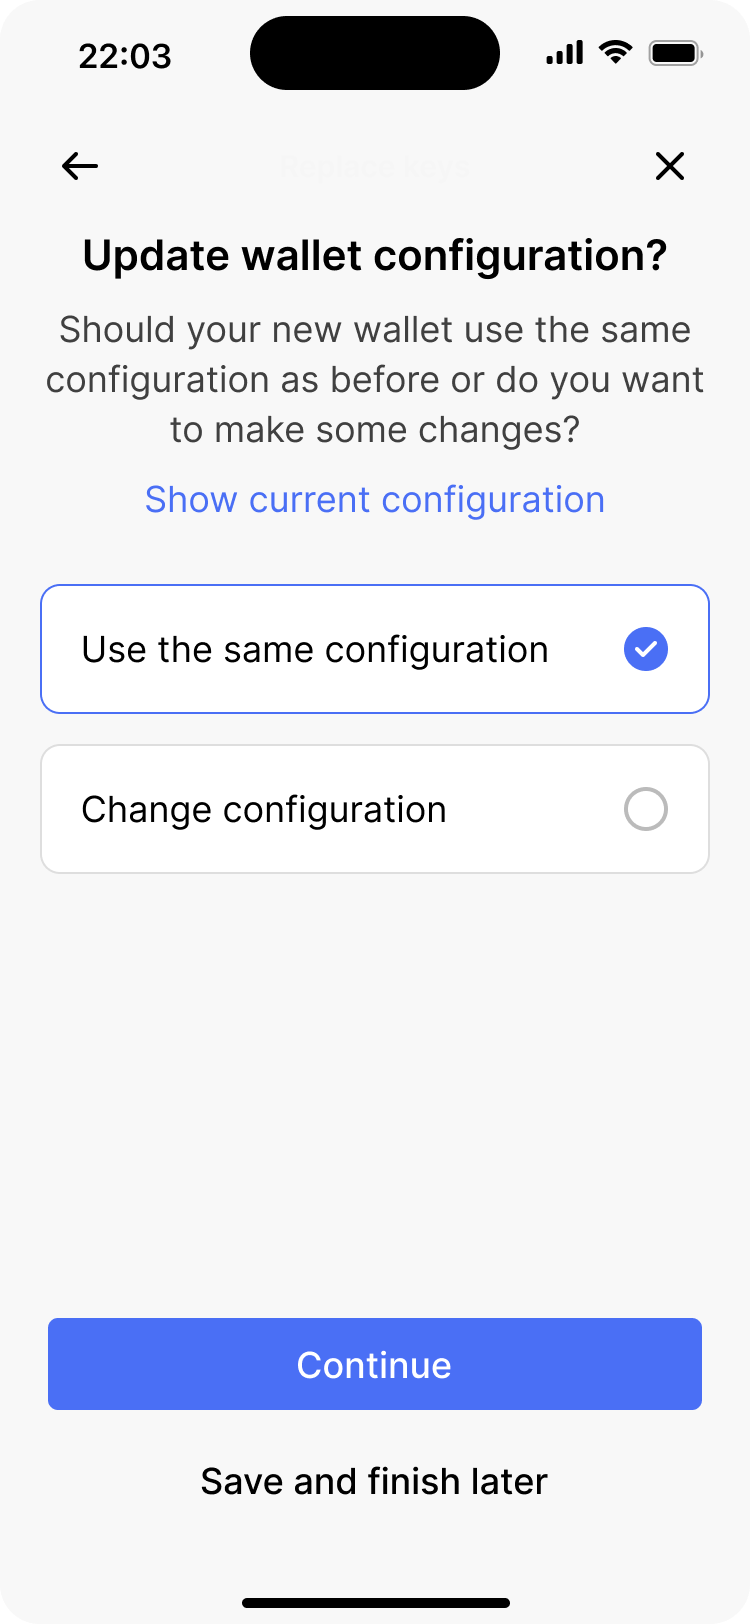 22:03
Replace keys
Update wallet configuration?
Should your new wallet use the same
configuration as before or do you want
to make some changes?
Show current configuration
Use the same configuration
Change configuration
Continue
Save and finish later